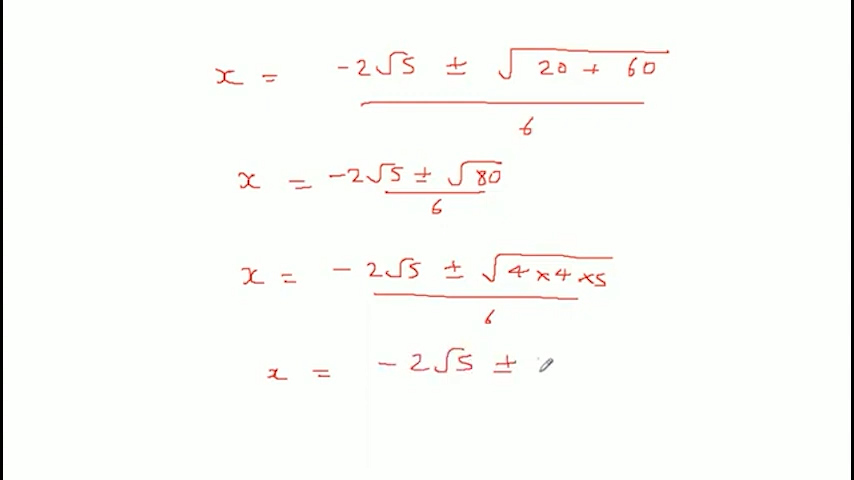 x = -2√5 ± √20 + 60
6
x = -2√5 ± √80
6
x = - 2√5 ± √4×4×5
6
x = - 2√5 ±